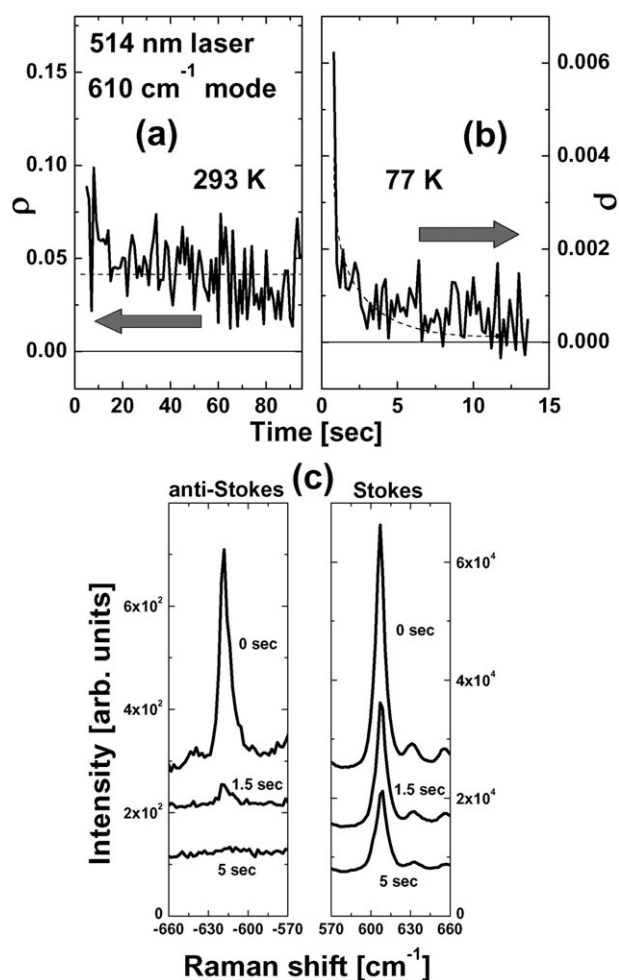 514 nm laser
610 cm⁻¹ mode
(a)
293 K
ρ
0.15
0.10
0.05
0.00
0 20 40 60 80
(b)
77 K
0.006
0.004
0.002
0.000
ρ
0 5 10 15
Time [sec]
(c)
anti-Stokes
Stokes
0 sec
1.5 sec
5 sec
6x10²
4x10²
2x10²
0
-660 -630 -600 -570
0 sec
1.5 sec
5 sec
6x10⁴
4x10⁴
2x10⁴
0
570 600 630 660
Intensity [arb. units]
Raman shift [cm⁻¹]